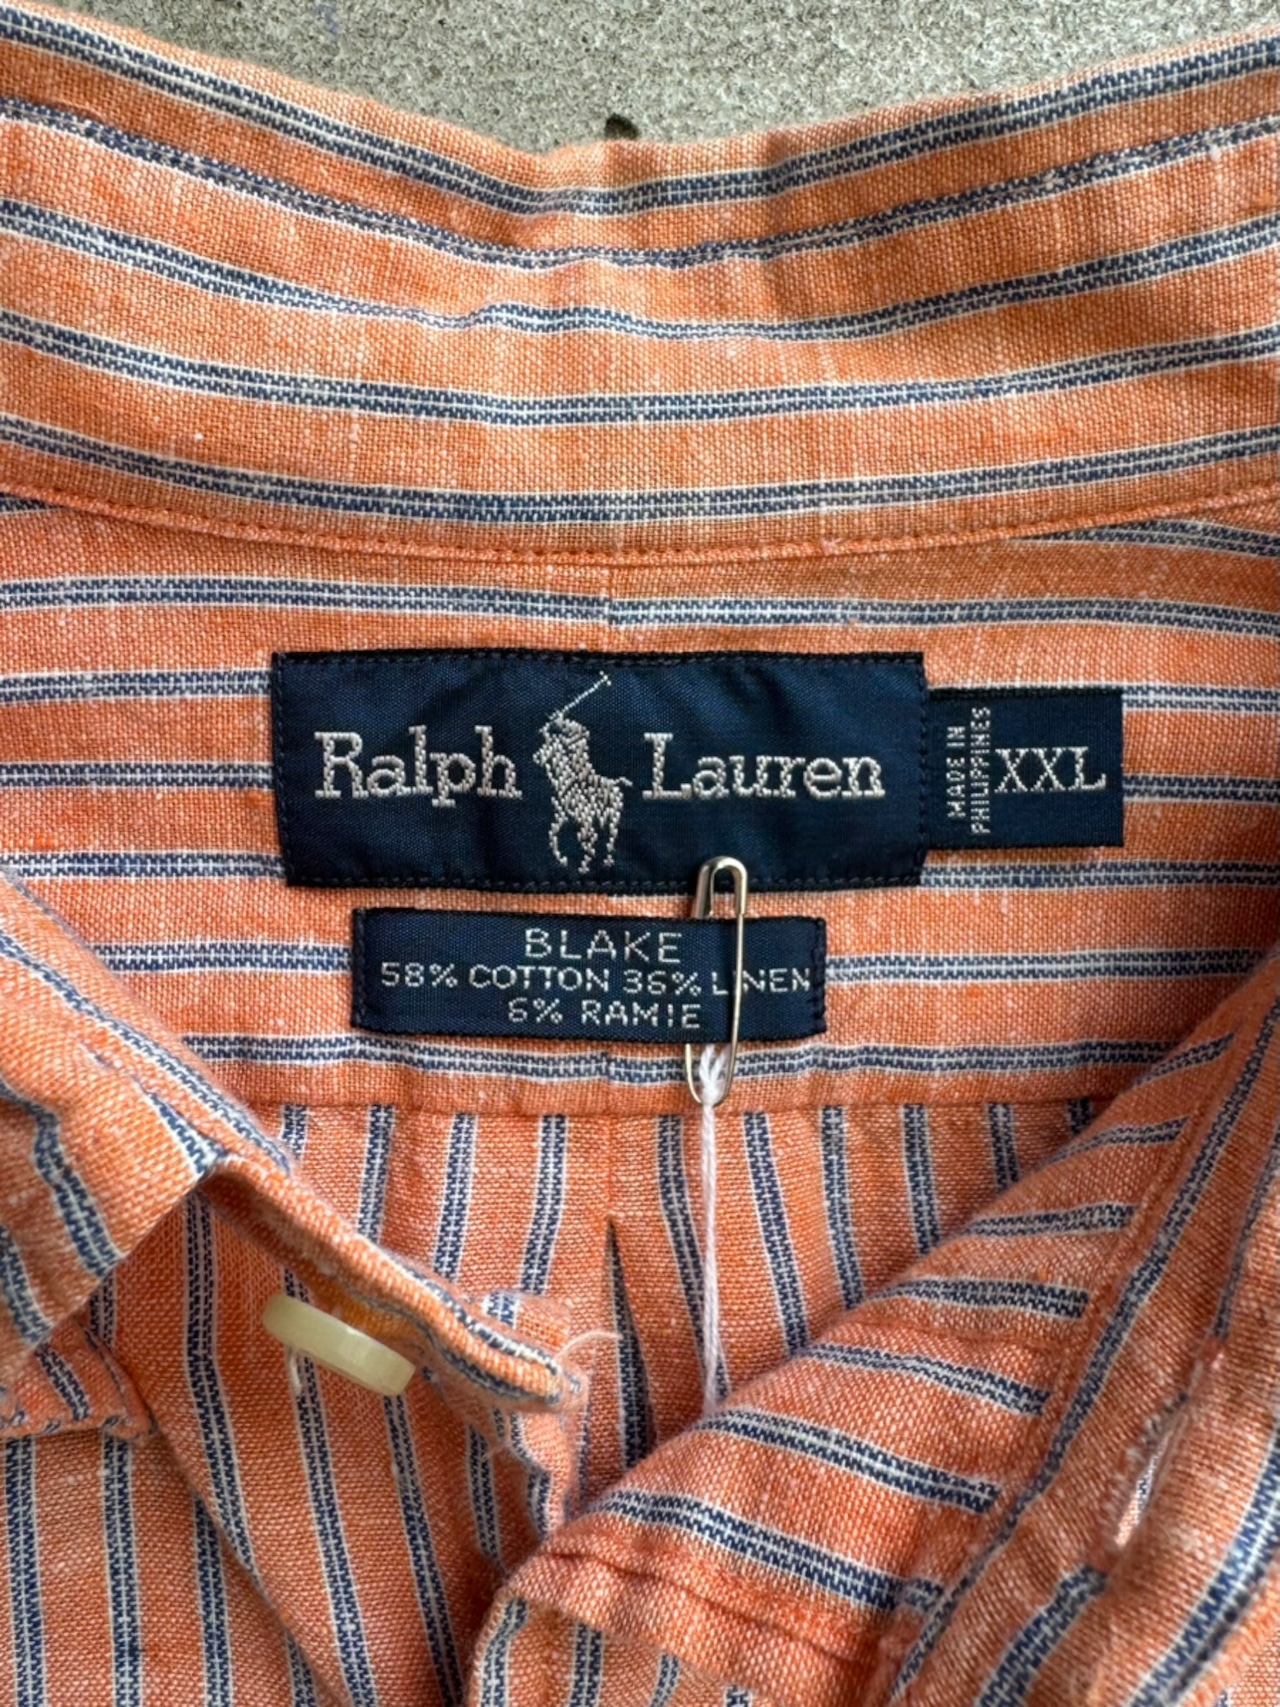 Ralph Lauren
MADE IN
PHILIPPINES
XXL
BLAKE
58% COTTON 36% LINEN
6% RAMIE